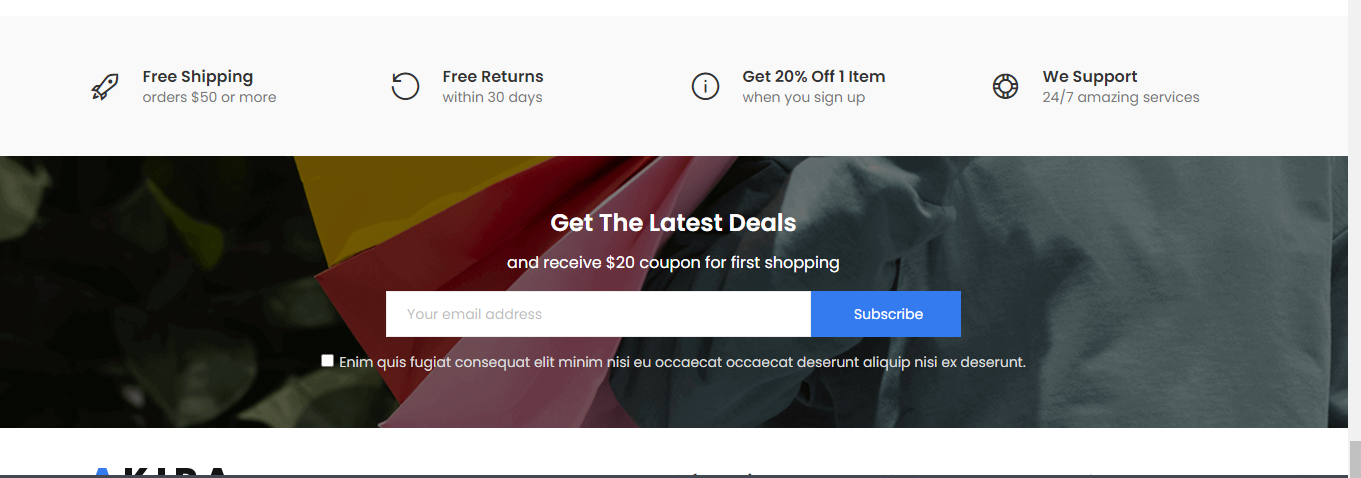 Free Shipping
orders $50 or more
Free Returns
within 30 days
Get 20% Off 1 Item
when you sign up
We Support
24/7 amazing services
Get The Latest Deals
and receive $20 coupon for first shopping
Your email address
Subscribe
Enim quis fugiat consequat elit minim nisi eu occaecat occaecat deserunt aliquip nisi ex deserunt.